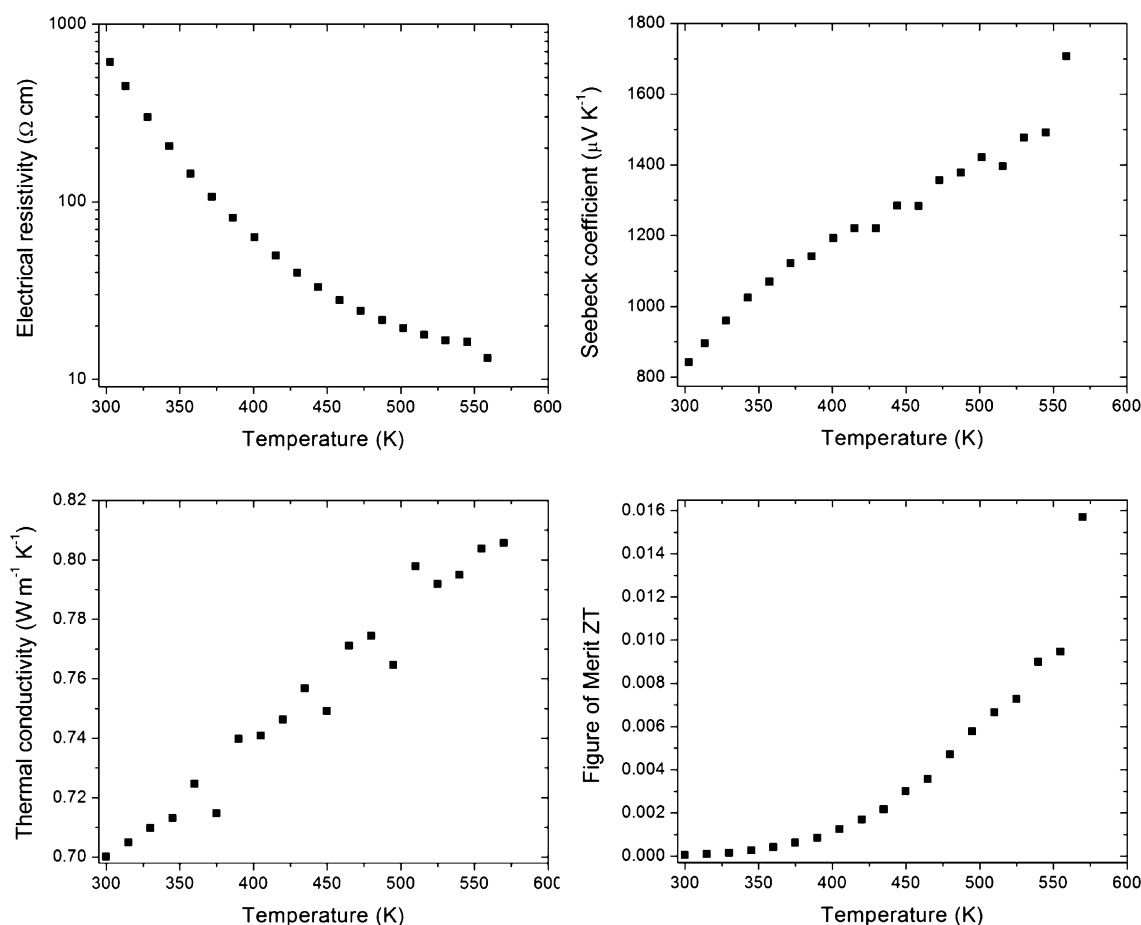 1000
100
10
300 350 400 450 500 550 600
Electrical resistivity (Ω cm)
Temperature (K)
1800
1600
1400
1200
1000
800
300 350 400 450 500 550 600
Seebeck coefficient (μV K⁻¹)
Temperature (K)
0.82
0.80
0.78
0.76
0.74
0.72
0.70
300 350 400 450 500 550 600
Thermal conductivity (W m⁻¹ K⁻¹)
Temperature (K)
0.016
0.014
0.012
0.010
0.008
0.006
0.004
0.002
0.000
300 350 400 450 500 550 600
Figure of Merit ZT
Temperature (K)